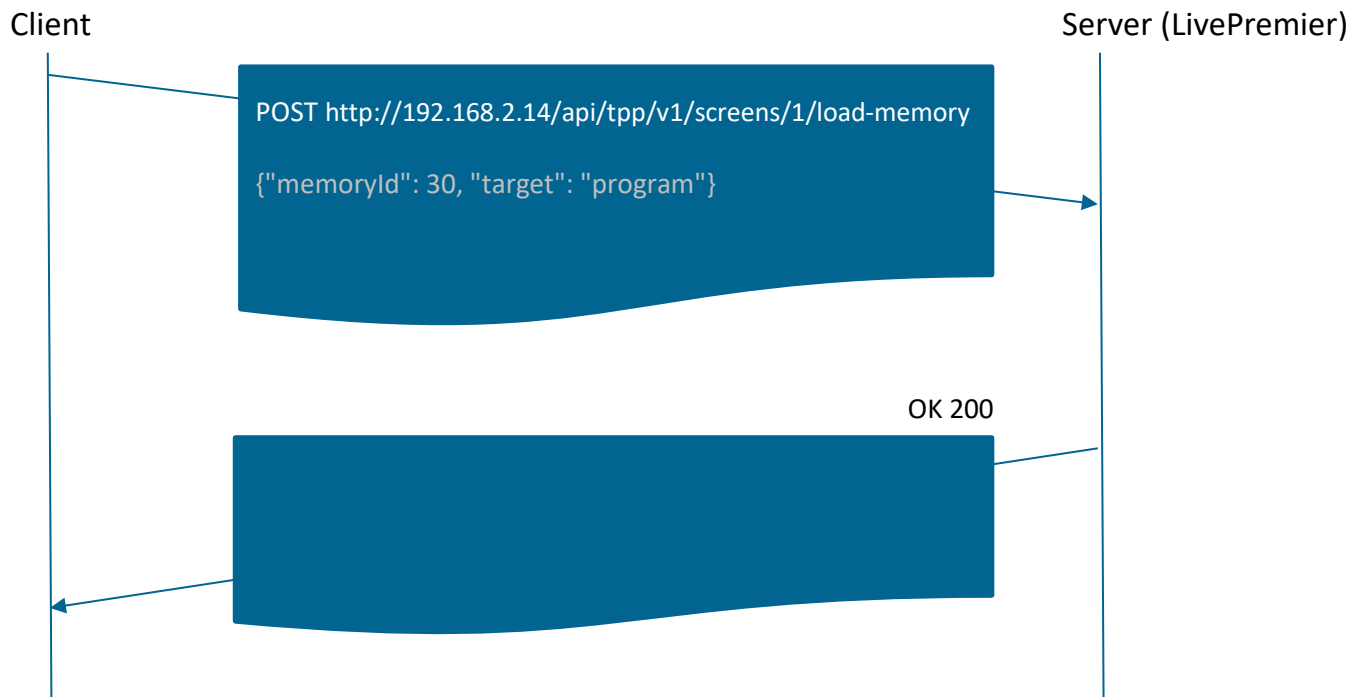 Client
Server (LivePremier)
POST http://192.168.2.14/api/tpp/v1/screens/1/load-memory
{"memoryId": 30, "target": "program"}
OK 200